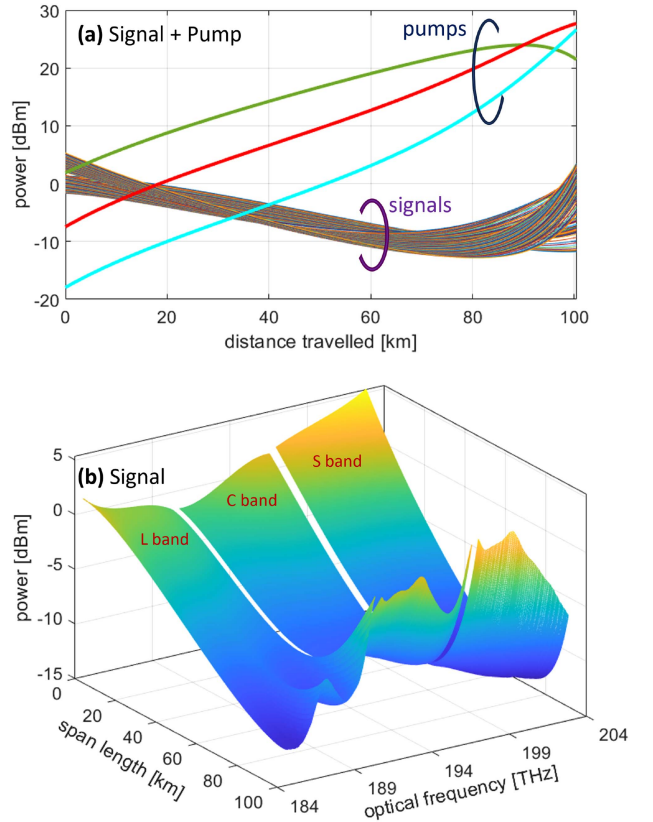 (a) Signal + Pump
pumps
signals
power [dBm]
30
20
10
0
-10
-20
0
20
40
60
80
100
distance travelled [km]
(b) Signal
S band
C band
L band
power [dBm]
5
0
-5
-10
-15
0
20
40
60
80
100
span length [km]
184
189
194
199
204
optical frequency [THz]